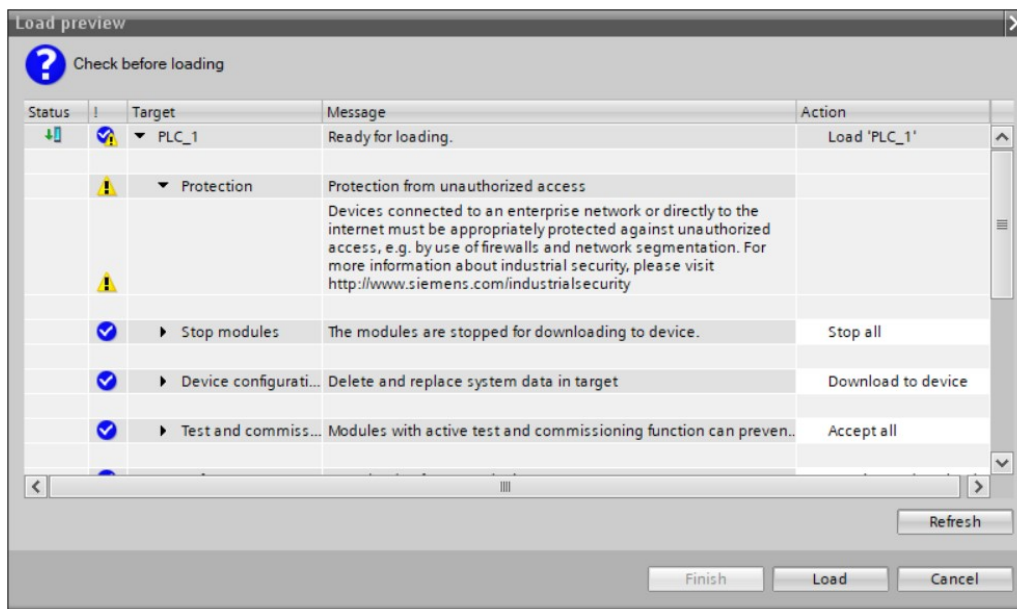 Load preview
Check before loading
Status ! Target Message Action
PLC_1 Ready for loading. Load 'PLC_1'
Protection Protection from unauthorized access
Devices connected to an enterprise network or directly to the
internet must be appropriately protected against unauthorized
access, e.g. by use of firewalls and network segmentation. For
more information about industrial security, please visit
http://www.siemens.com/industrialsecurity
Stop modules The modules are stopped for downloading to device. Stop all
Device configurati... Delete and replace system data in target Download to device
Test and commiss... Modules with active test and commissioning function can preven.. Accept all
Refresh
Finish Load Cancel